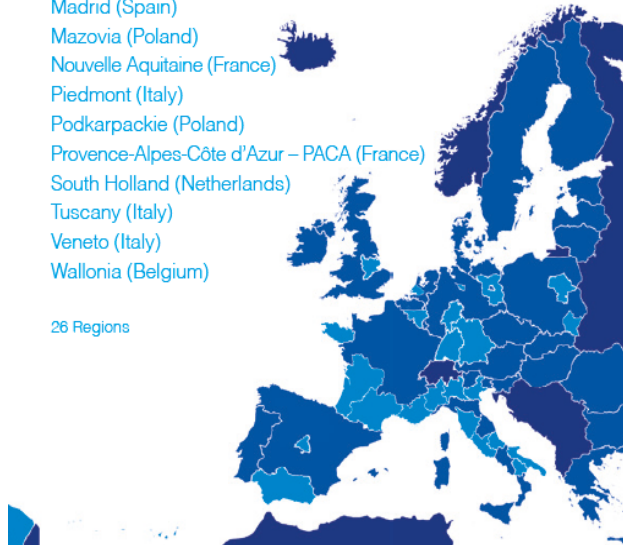 Madrid (Spain)
Mazovia (Poland)
Nouvelle Aquitaine (France)
Piedmont (Italy)
Podkarpackie (Poland)
Provence-Alpes-Côte d'Azur – PACA (France)
South Holland (Netherlands)
Tuscany (Italy)
Veneto (Italy)
Wallonia (Belgium)
26 Regions